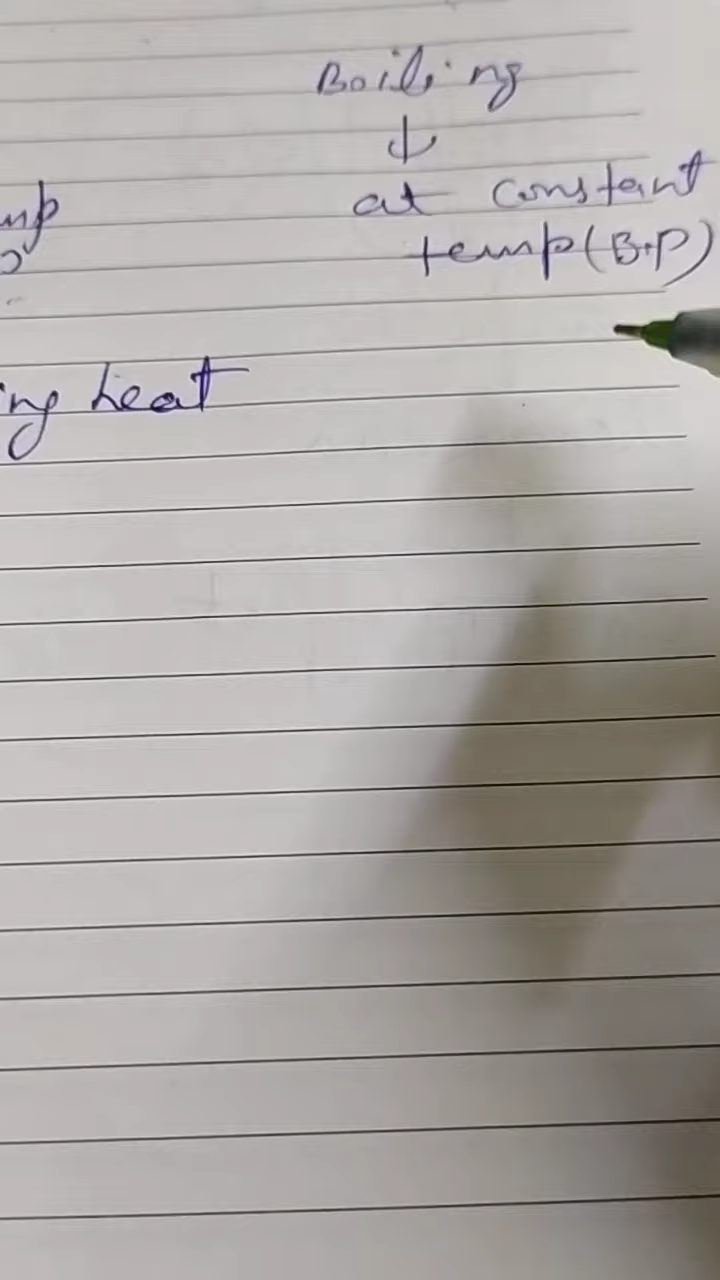 Boiling
↓
at constant
temp (B.P)
heat